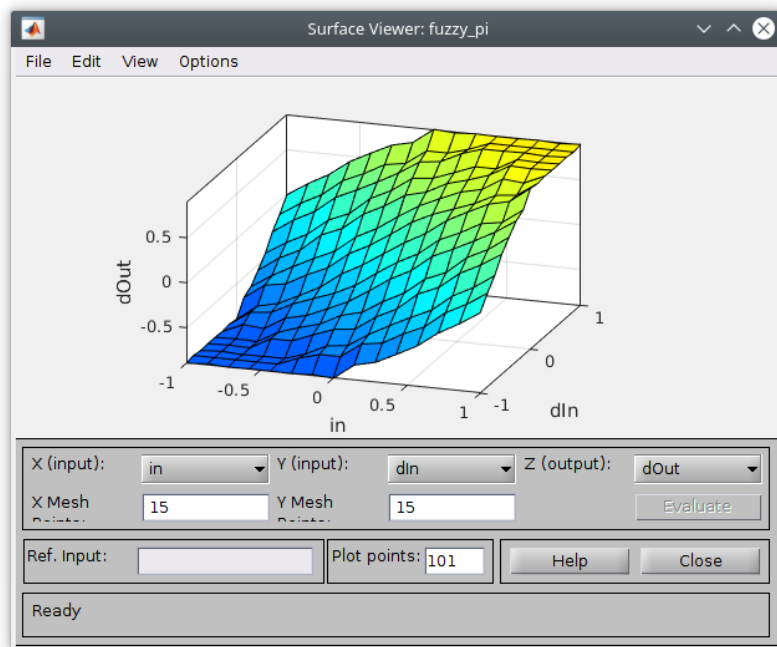 Surface Viewer: fuzzy_pi
File Edit View Options
0.5
0
-0.5
dOut
-1
-0.5
0
0.5
1
in
-1
0
1
dIn
X (input): in Y (input): dIn Z (output): dOut
X Mesh 15 Y Mesh 15 Evaluate
Points: Points:
Ref. Input: Plot points: 101 Help Close
Ready